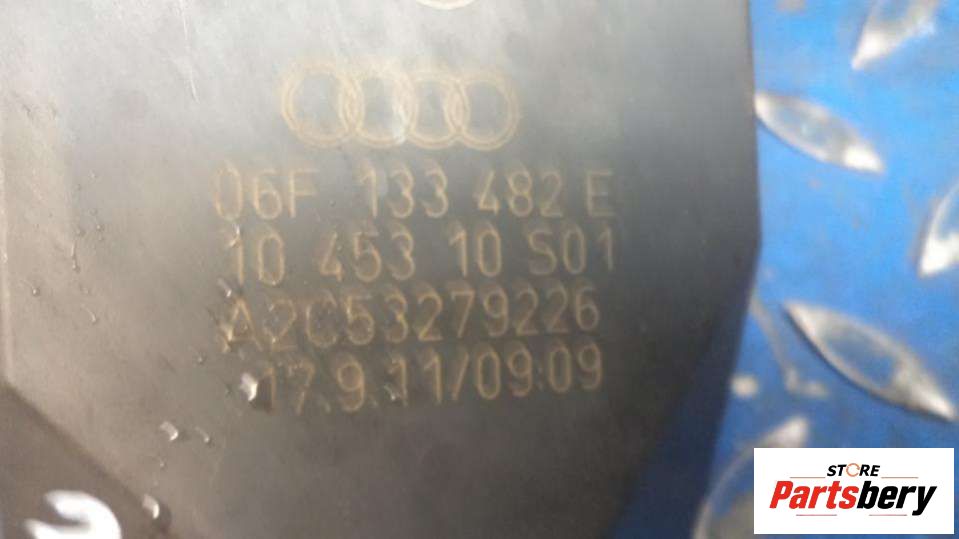 06F 133 482 E
10 453 10 S01
A2C53279226
17.9.11/09:09
STORE
Partsbery